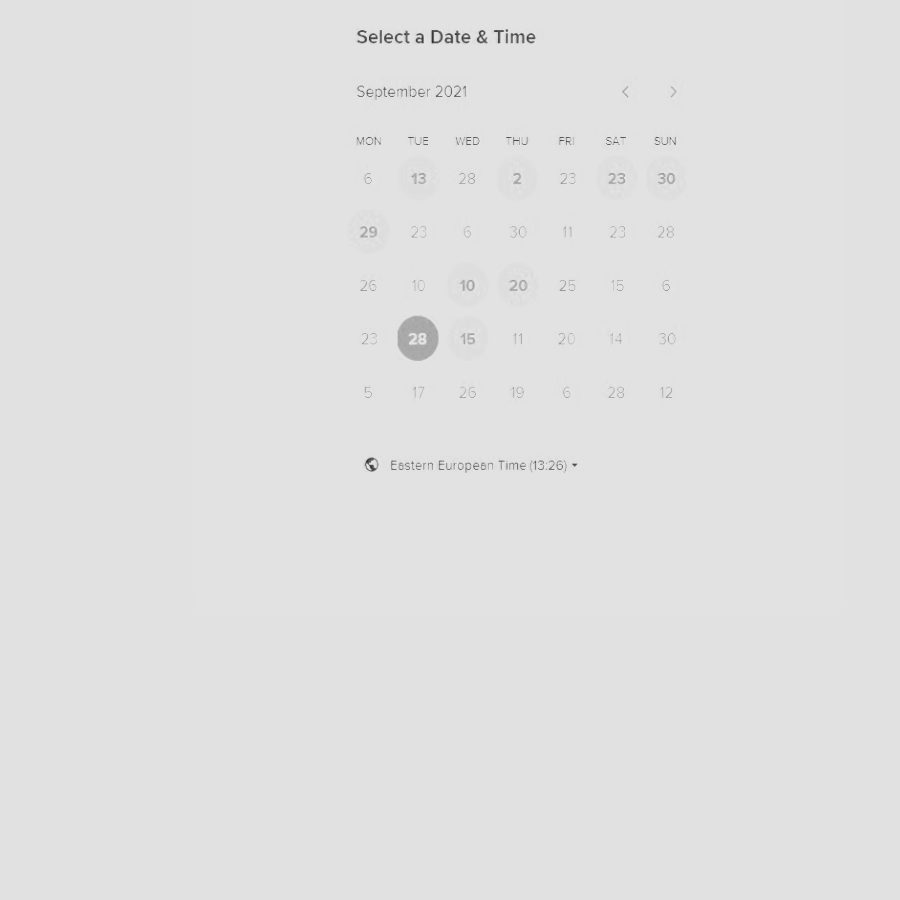 Select a Date & Time
September 2021
MON TUE WED THU FRI SAT SUN
6 13 28 2 23 23 30
29 23 6 30 11 23 28
26 10 10 20 25 15 6
23 28 15 11 20 14 30
5 17 26 19 6 28 12
Eastern European Time (13:26)